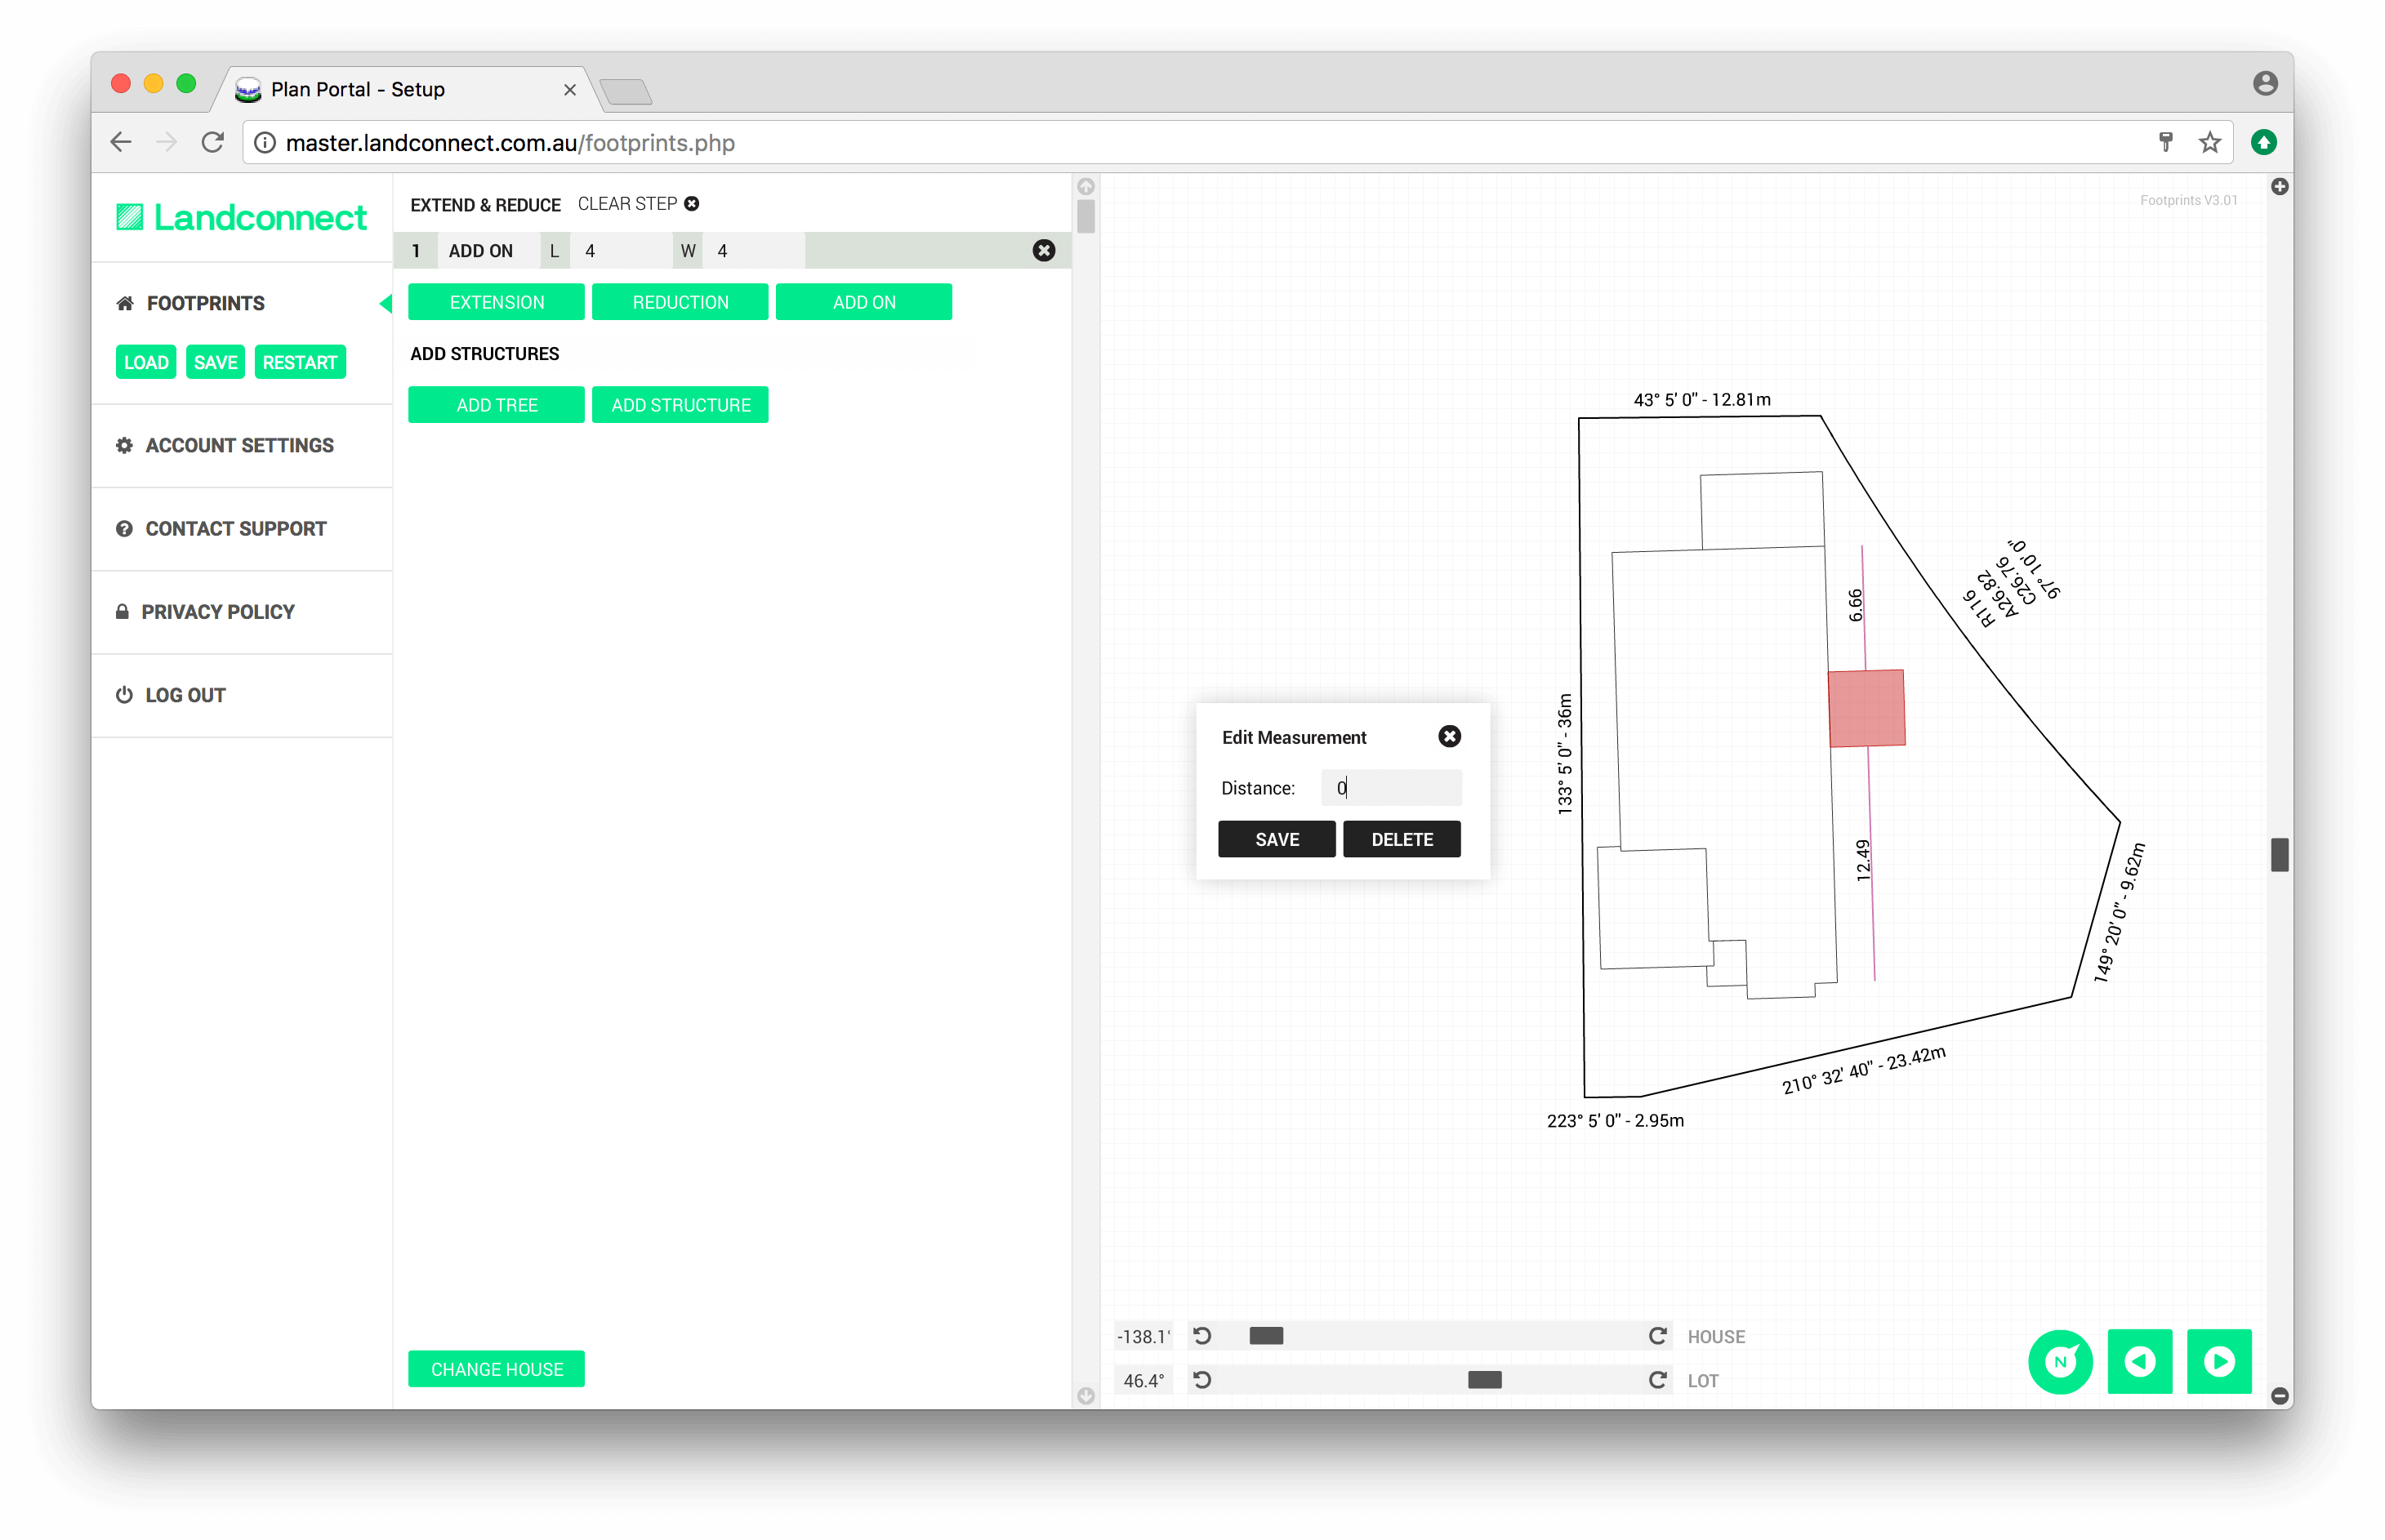 Plan Portal - Setup
master.landconnect.com.au/footprints.php
Landconnect
FOOTPRINTS
LOAD SAVE RESTART
ACCOUNT SETTINGS
CONTACT SUPPORT
PRIVACY POLICY
LOG OUT
EXTEND & REDUCE CLEAR STEP
1 ADD ON L 4 W 4
EXTENSION REDUCTION ADD ON
ADD STRUCTURES
ADD TREE ADD STRUCTURE
CHANGE HOUSE
Footprints V3.01
43° 5' 0" - 12.81m
97° 10' 0"
C26.76
A26.82
R116
6.66
133° 5' 0" - 36m
Edit Measurement
Distance: 0
SAVE DELETE
12.49
149° 20' 0" - 9.62m
210° 32' 40" - 23.42m
223° 5' 0" - 2.95m
-138.1° HOUSE
46.4° LOT
N